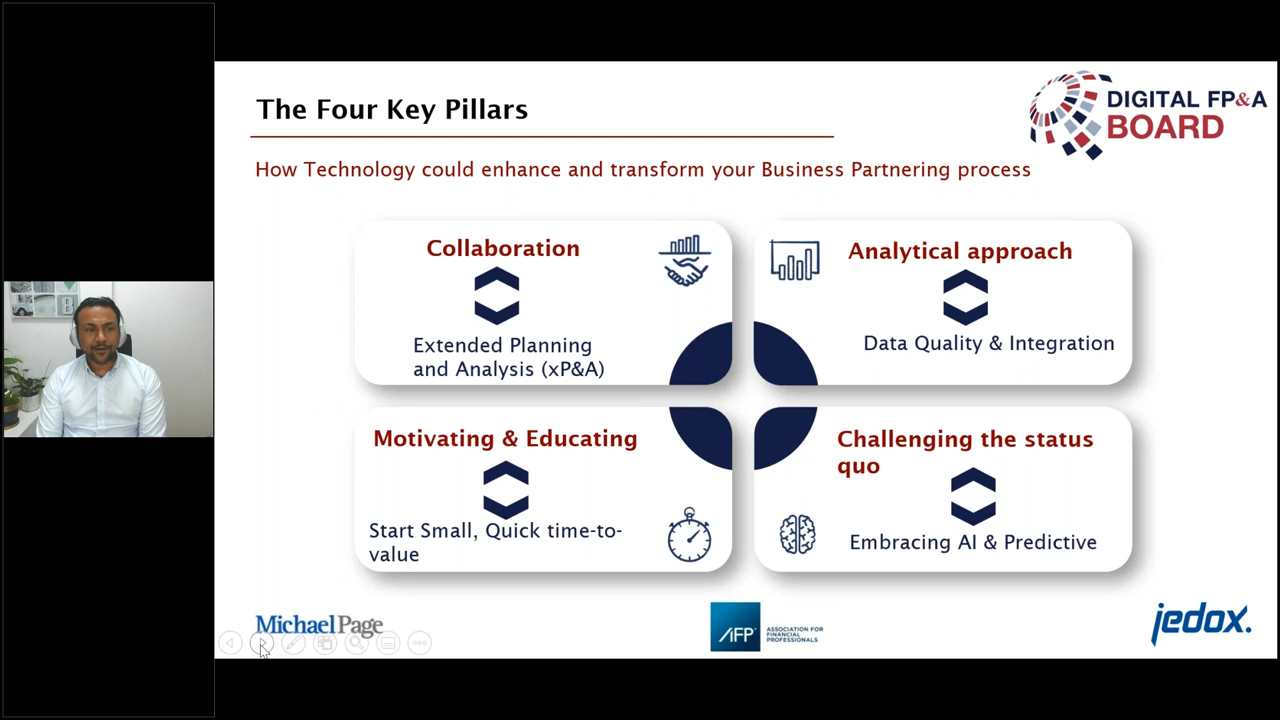 The Four Key Pillars
DIGITAL FP&A
BOARD
How Technology could enhance and transform your Business Partnering process
Collaboration
Extended Planning
and Analysis (xP&A)
Analytical approach
Data Quality & Integration
Motivating & Educating
Start Small, Quick time-to-
value
Challenging the status
quo
Embracing AI & Predictive
MichaelPage
AFP
ASSOCIATION FOR
FINANCIAL
PROFESSIONALS
jedox.